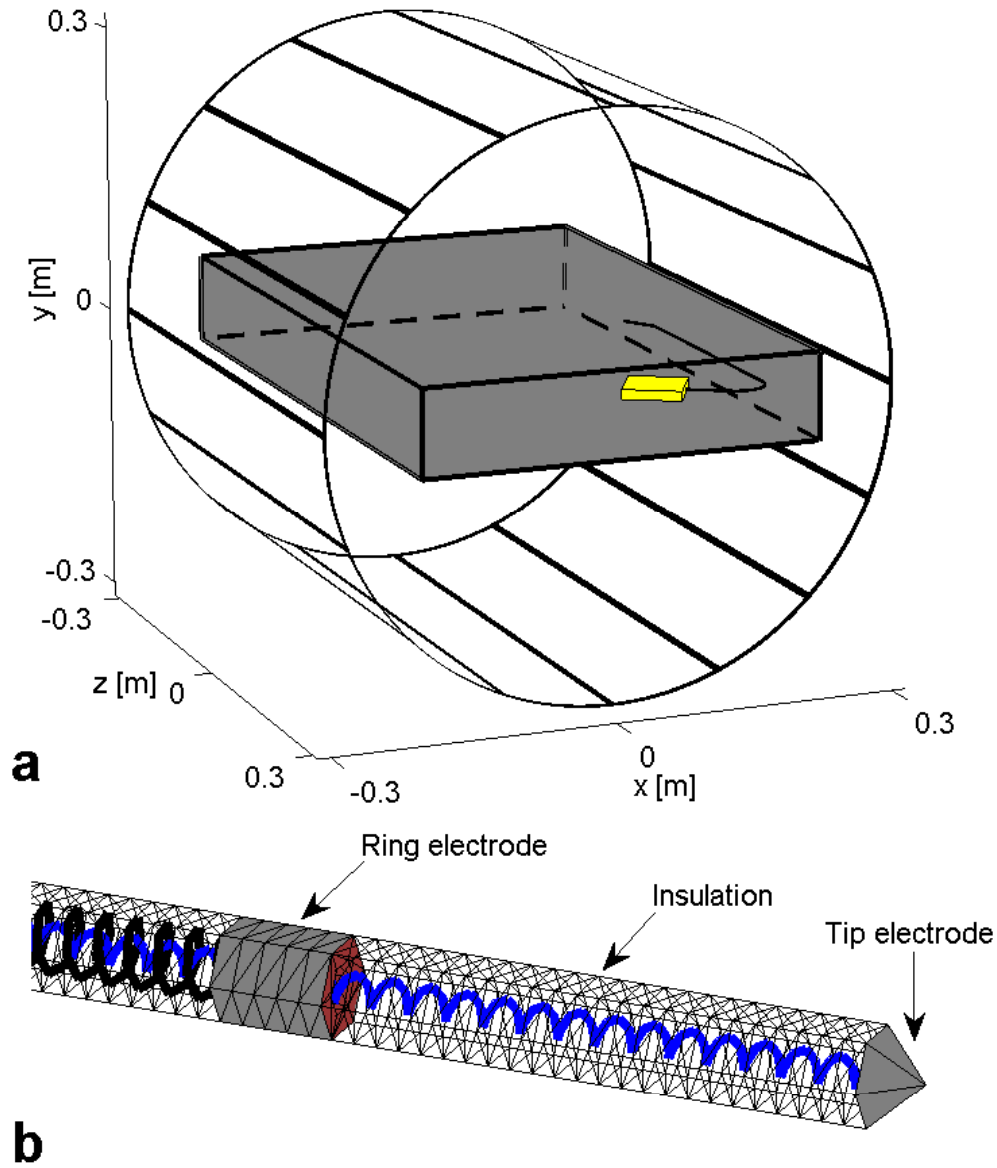 0.3
y [m]
0
-0.3
-0.3
z [m]
0
0.3
-0.3
0
x [m]
0.3
a
Ring electrode
Insulation
Tip electrode
b